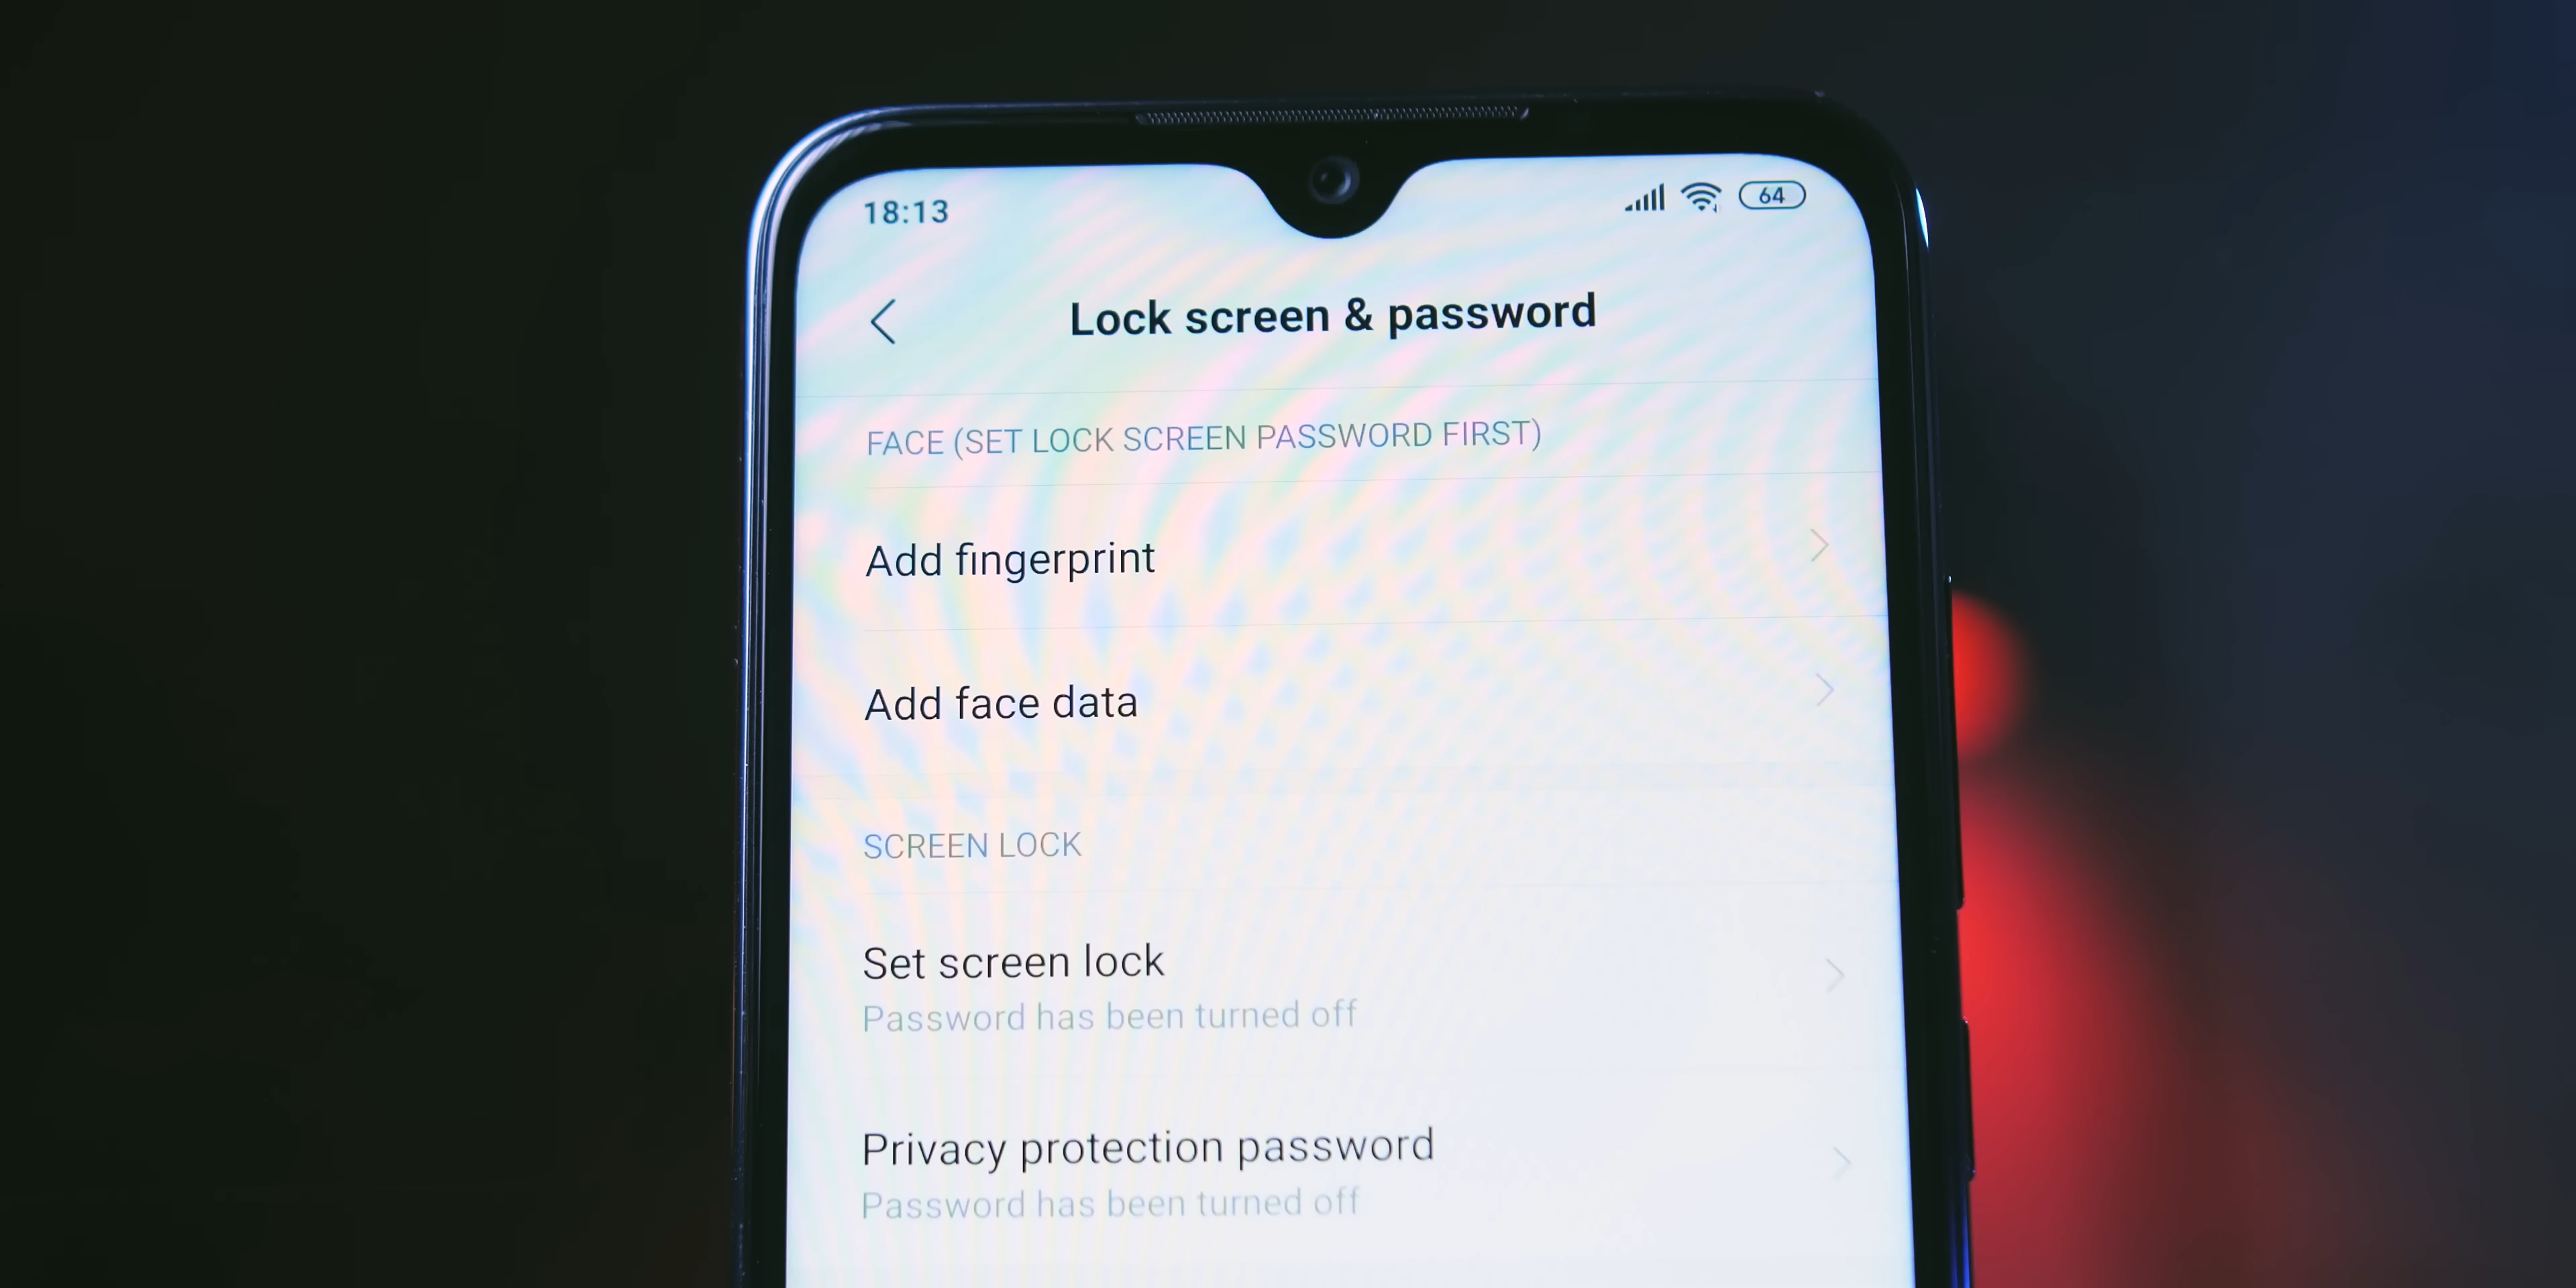 18:13
64
Lock screen & password
FACE (SET LOCK SCREEN PASSWORD FIRST)
Add fingerprint
Add face data
SCREEN LOCK
Set screen lock
Password has been turned off
Privacy protection password
Password has been turned off